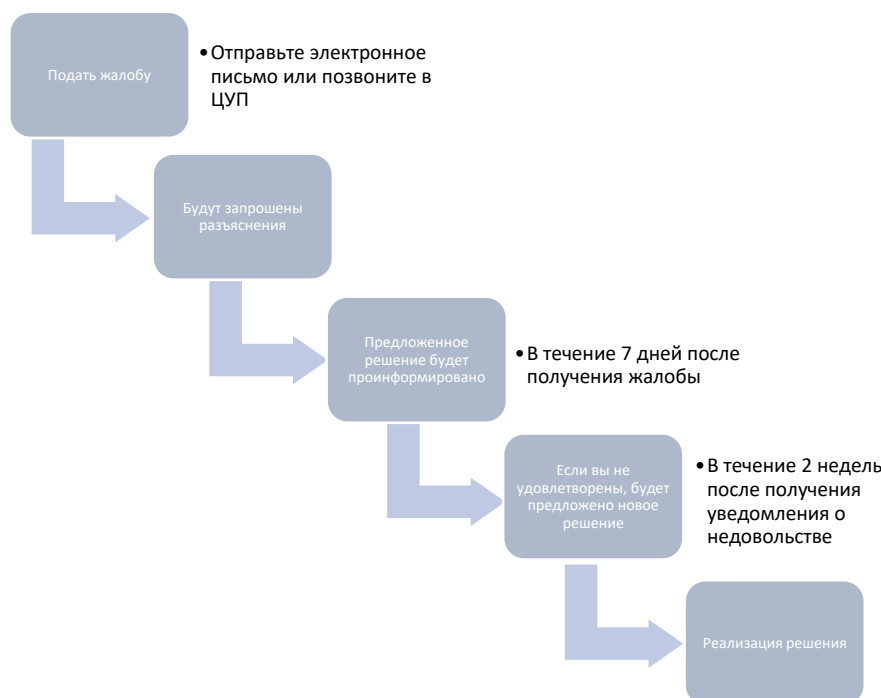 Подать жалобу
•Отправьте электронное
письмо или позвоните в
ЦУП
Будут запрошены
разъяснения
Предложенное
решение будет
проинформировано
•В течение 7 дней после
получения жалобы
Если вы не
удовлетворены, будет
предложено новое
решение
•В течение 2 недель
после получения
уведомления о
недовольстве
Реализация решения